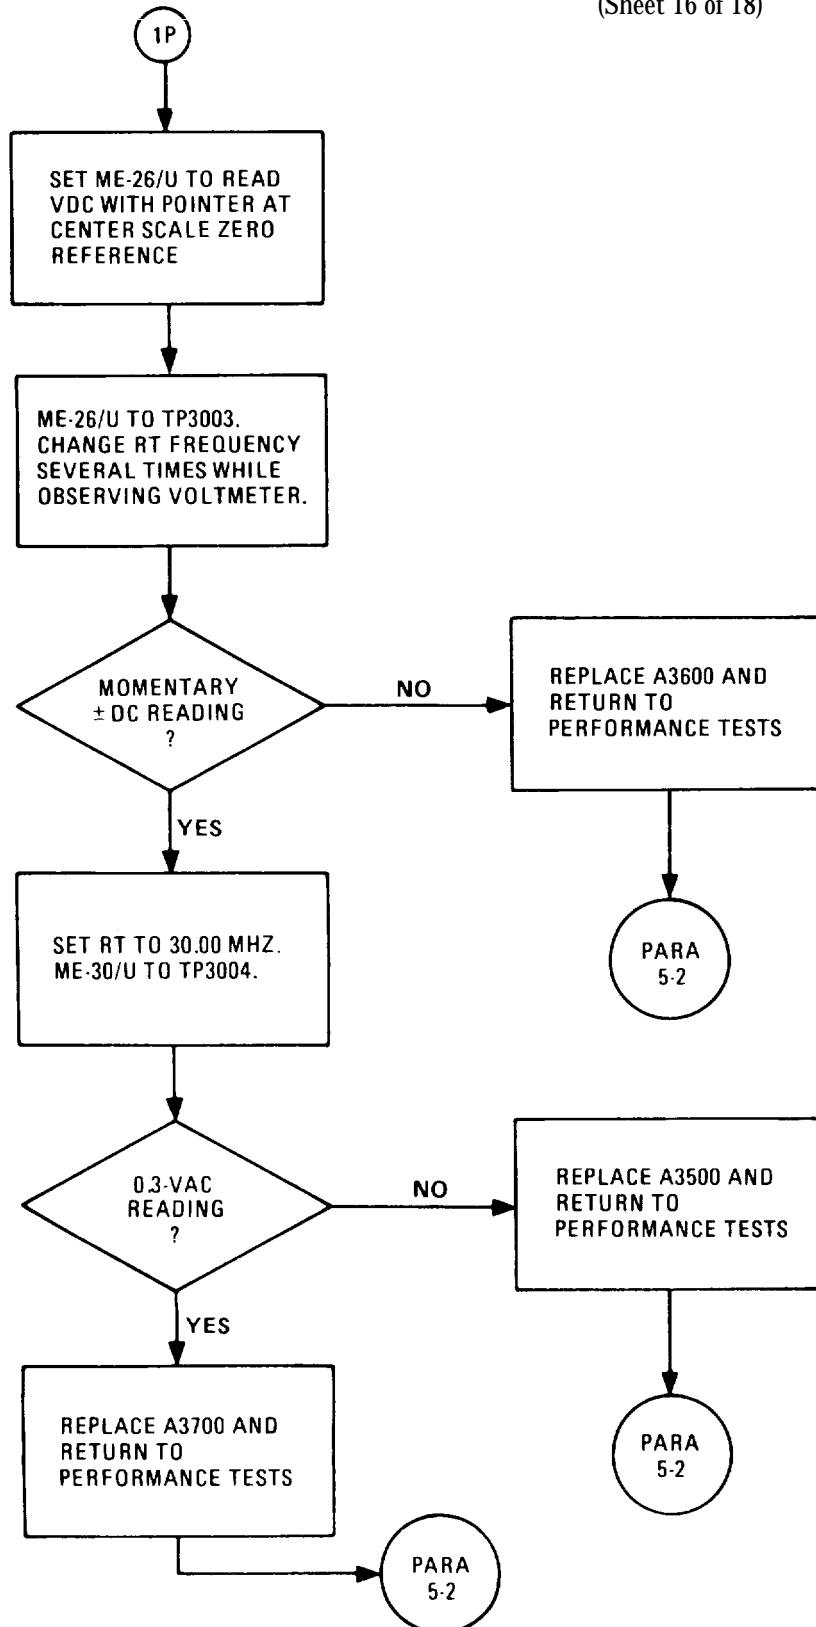 (Sheet 16 of 18)
1P
SET ME-26/U TO READ
VDC WITH POINTER AT
CENTER SCALE ZERO
REFERENCE
ME-26/U TO TP3003.
CHANGE RT FREQUENCY
SEVERAL TIMES WHILE
OBSERVING VOLTMETER.
MOMENTARY
± DC READING
?
NO
REPLACE A3600 AND
RETURN TO
PERFORMANCE TESTS
YES
PARA
5-2
SET RT TO 30.00 MHZ.
ME-30/U TO TP3004.
0.3-VAC
READING
?
NO
REPLACE A3500 AND
RETURN TO
PERFORMANCE TESTS
YES
PARA
5-2
REPLACE A3700 AND
RETURN TO
PERFORMANCE TESTS
PARA
5-2